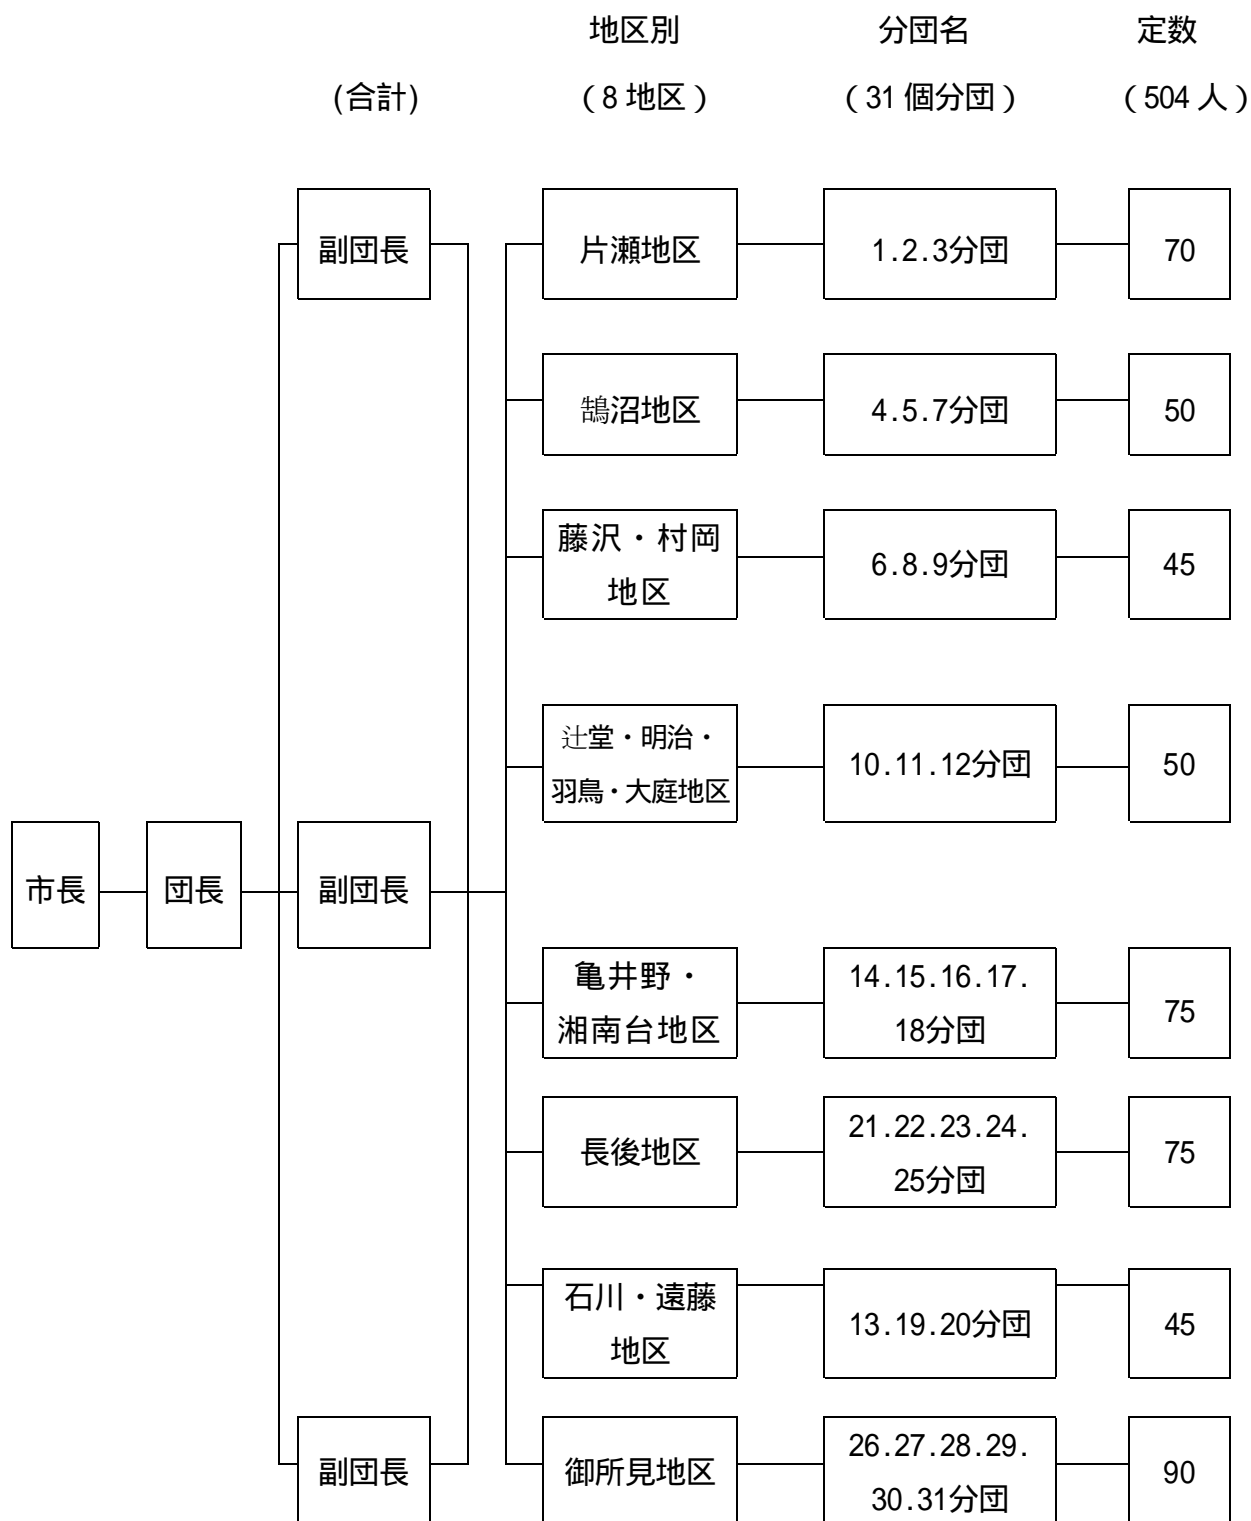 地区別 分団名 定数
(合計) (8地区) (31個分団) (504人)
副団長 片瀬地区 1.2.3分団 70
鵠沼地区 4.5.7分団 50
藤沢・村岡
地区
6.8.9分団 45
辻堂・明治・
羽鳥・大庭地区
10.11.12分団 50
市長 団長 副団長
亀井野・
湘南台地区
14.15.16.17.
18分団
75
長後地区
21.22.23.24.
25分団
75
石川・遠藤
地区
13.19.20分団 45
副団長 御所見地区
26.27.28.29.
30.31分団
90